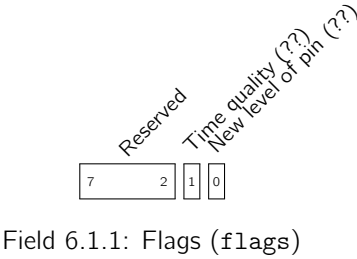 Reserved
Time quality (??)
New level of pin (??)
7 2 1 0
Field 6.1.1: Flags (flags)